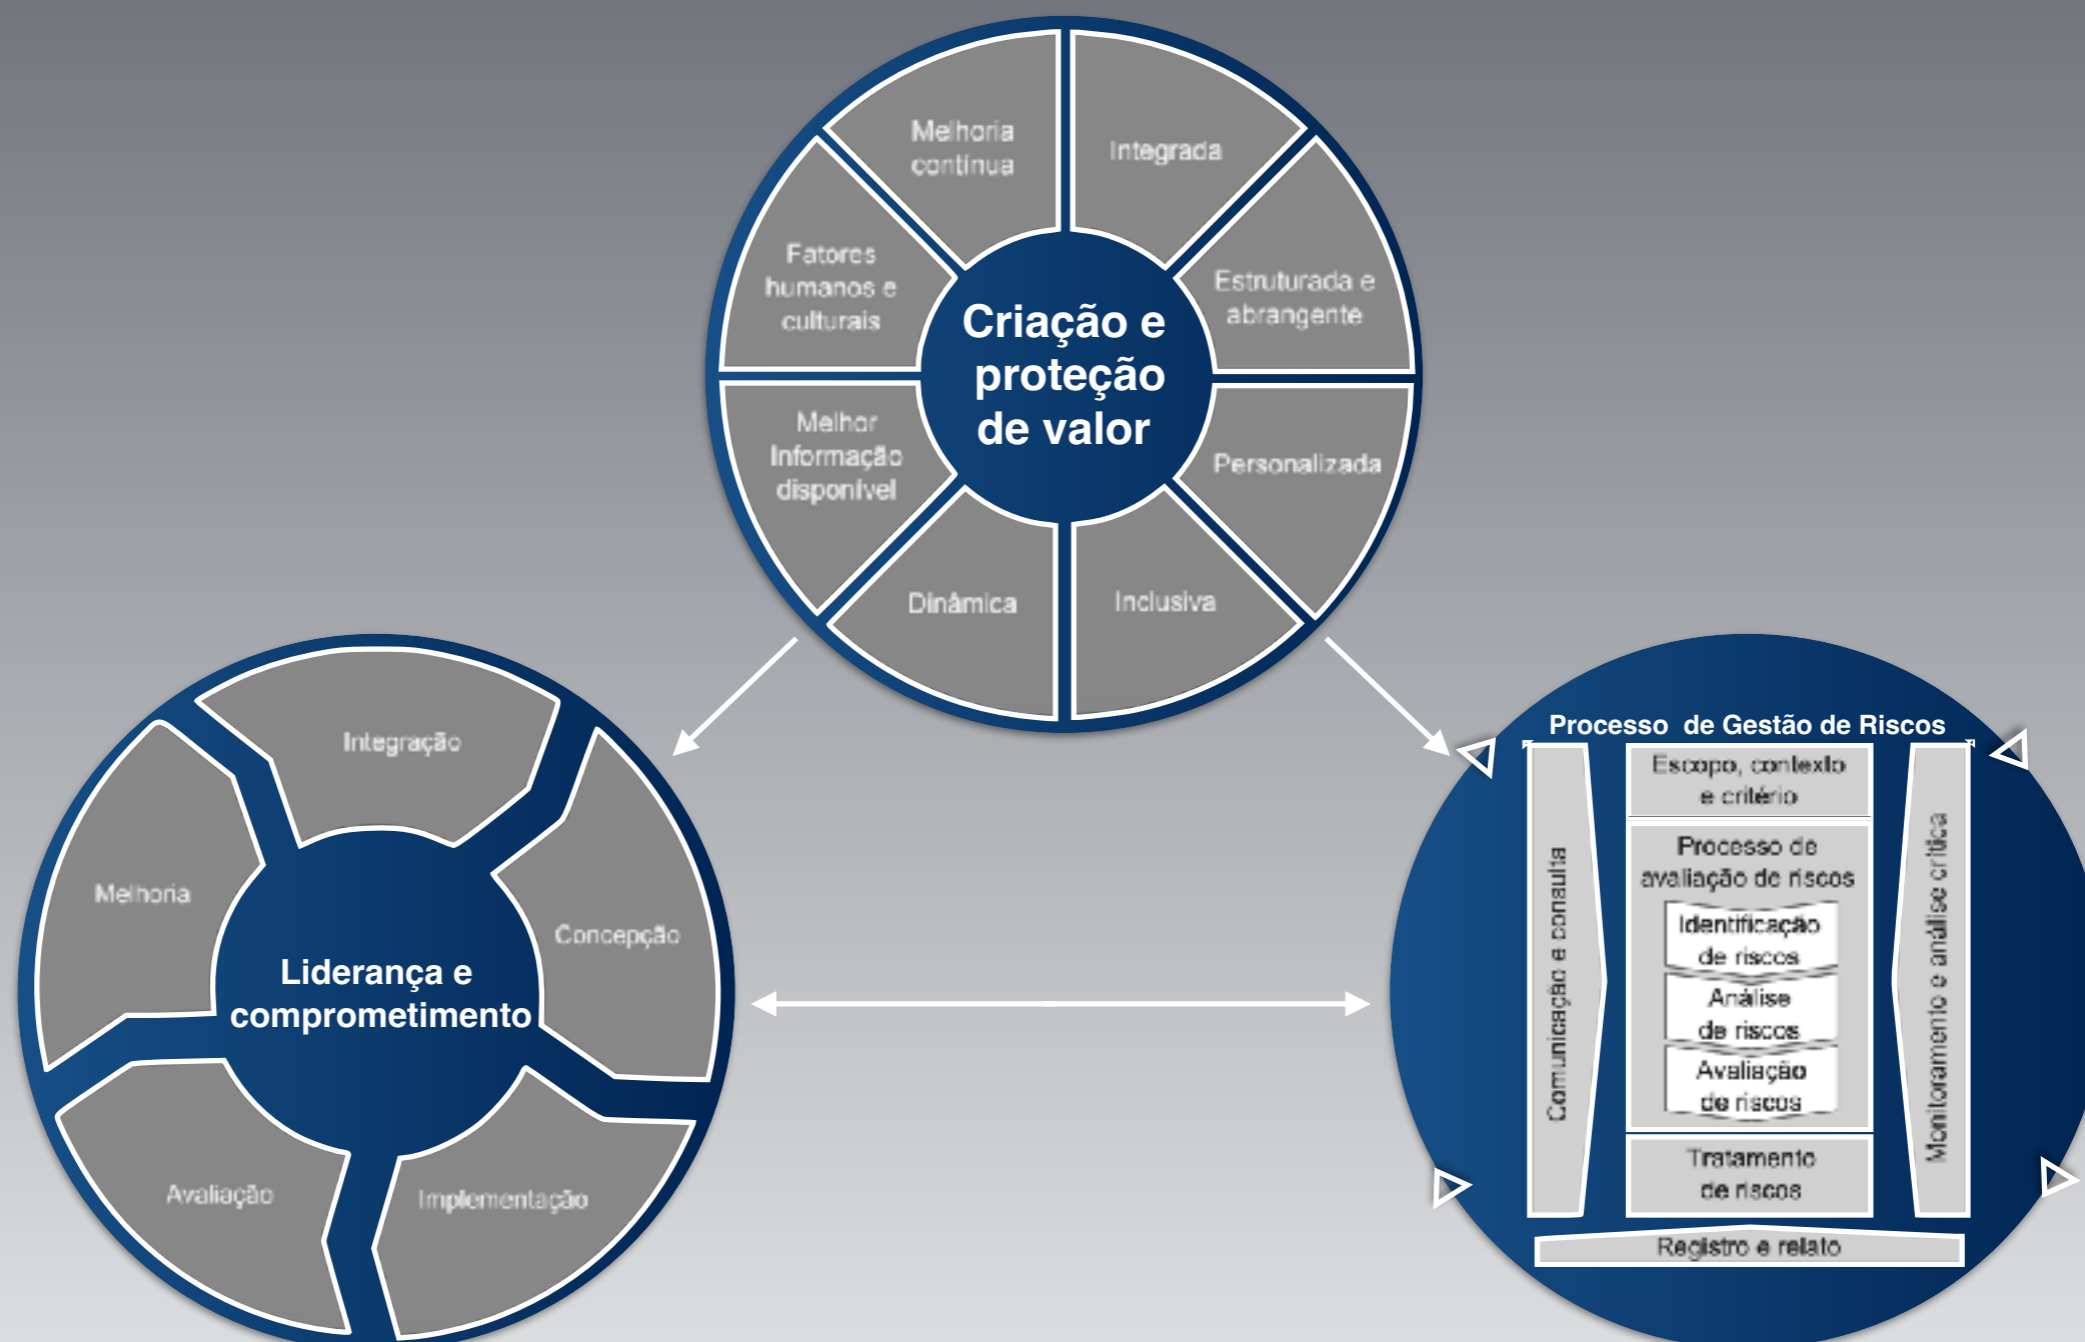 Melhoria
contínua
Integrada
Fatores
humanos e
culturais
Estruturada e
abrangente
Criação e
proteção
de valor
Melhor
Informação
disponível
Personalizada
Dinâmica
Inclusiva
Integração
Melhoria
Concepção
Liderança e
comprometimento
Avaliação
Implementação
Processo de Gestão de Riscos
Escopo, contexto
e critério
Comunicação e consulta
Processo de
avaliação de riscos
Identificação
de riscos
Análise
de riscos
Avaliação
de riscos
Monitoramento e análise crítica
Tratamento
de riscos
Registro e relato